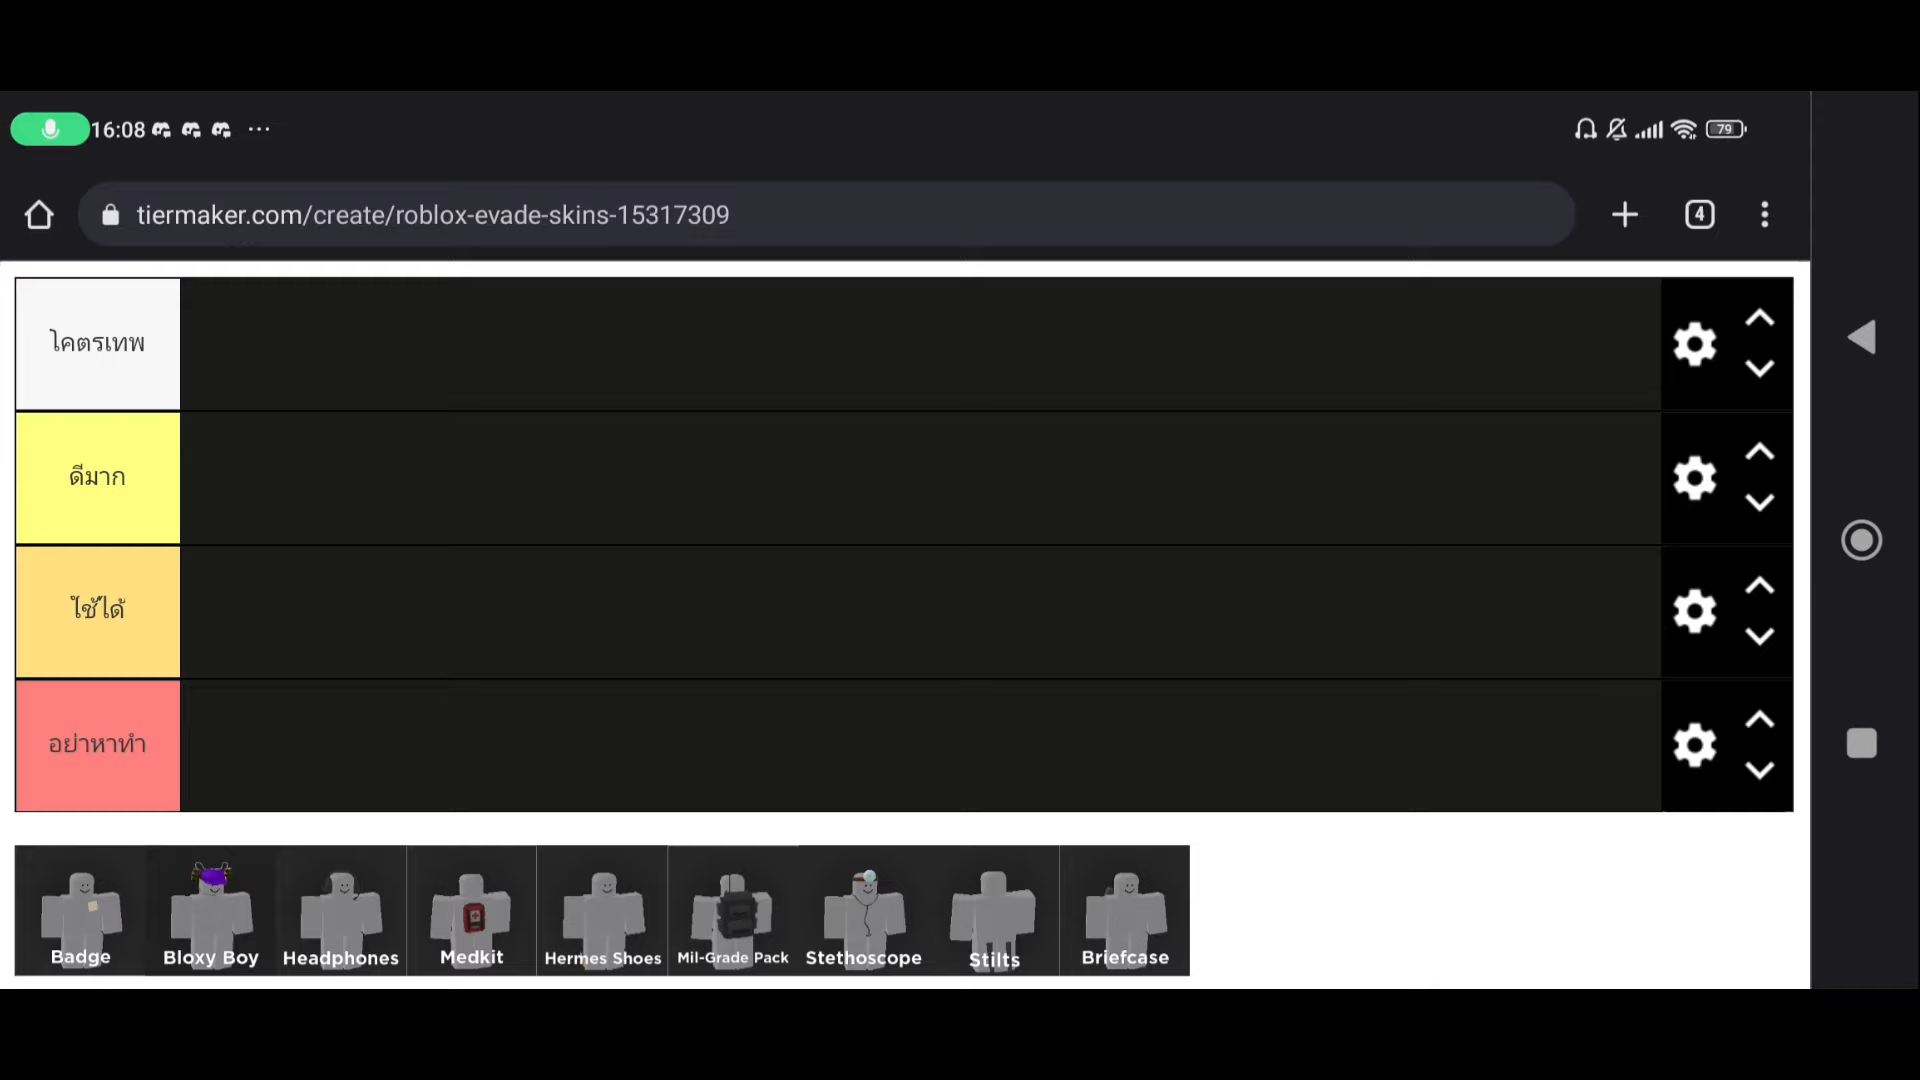 16:08
79
tiermaker.com/create/roblox-evade-skins-15317309
4
โคตรเทพ
ดีมาก
ใช้ได้
อย่าหาทำ
Badge
Bloxy Boy
Headphones
Medkit
Hermes Shoes
Mil-Grade Pack
Stethoscope
Stilts
Briefcase